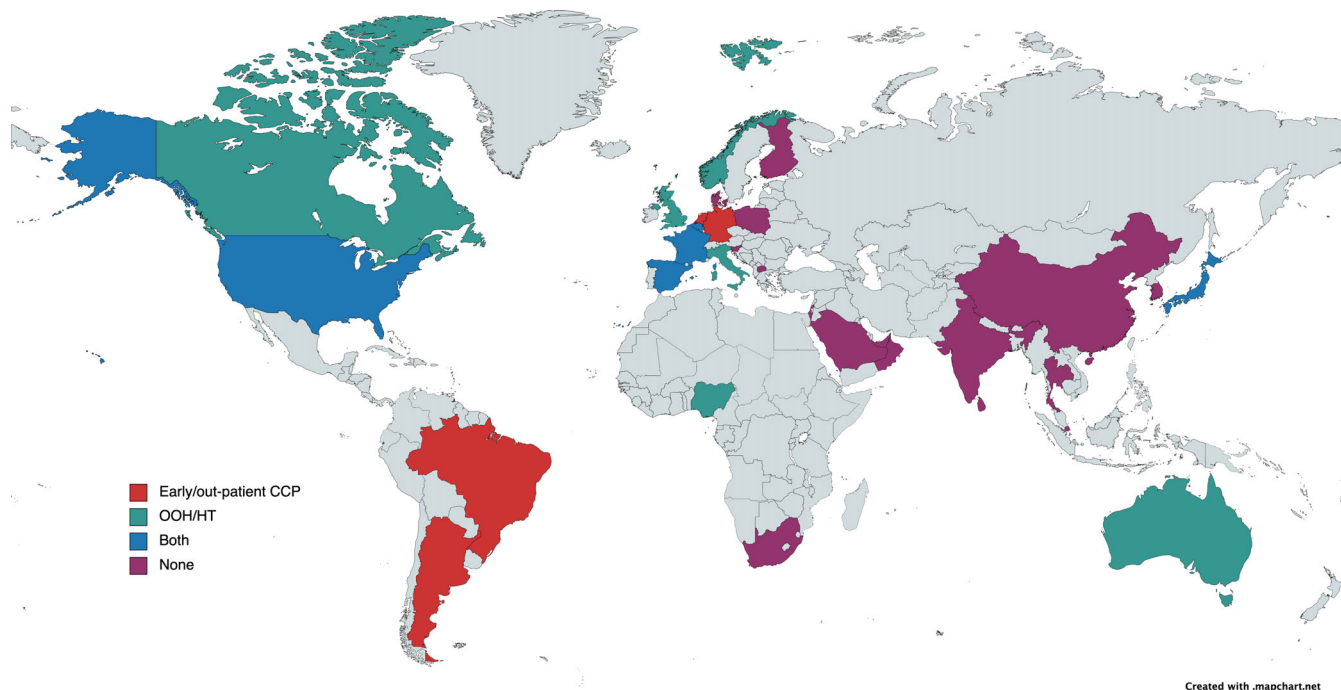 Early/out-patient CCP
OOH/HT
Both
None
Created with .mapchart.net